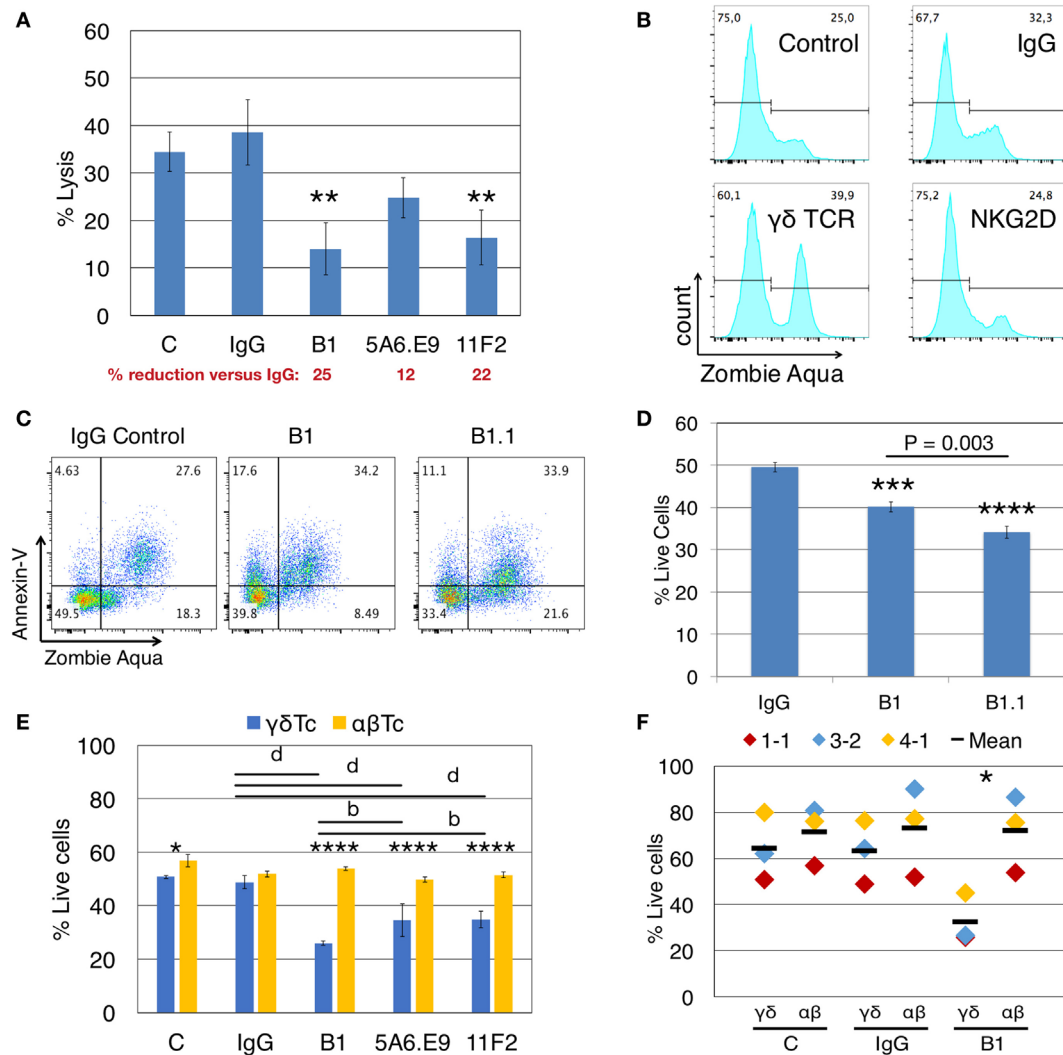 A
60
50
40
30
20
10
0
% Lysis
**
**
C IgG B1 5A6.E9 11F2
% reduction versus IgG: 25 12 22
B
75,0 25,0
Control
67,7 32,3
IgG
60,1 39,9
γδ TCR
75,2 24,8
NKG2D
count
Zombie Aqua
C
IgG Control B1 B1.1
4.63 27.6
49.5 18.3
17.6 34.2
39.8 8.49
11.1 33.9
33.4 21.6
Annexin-V
Zombie Aqua
D
60
50
40
30
20
10
0
% Live Cells
P = 0.003
***
****
IgG B1 B1.1
E
γδTc αβTc
100
80
60
40
20
0
% Live cells
d
d
d
b
b
* **** **** ****
C IgG B1 5A6.E9 11F2
F
1-1 3-2 4-1 Mean
100
80
60
40
20
0
% Live cells
*
γδ αβ γδ αβ γδ αβ
C IgG B1